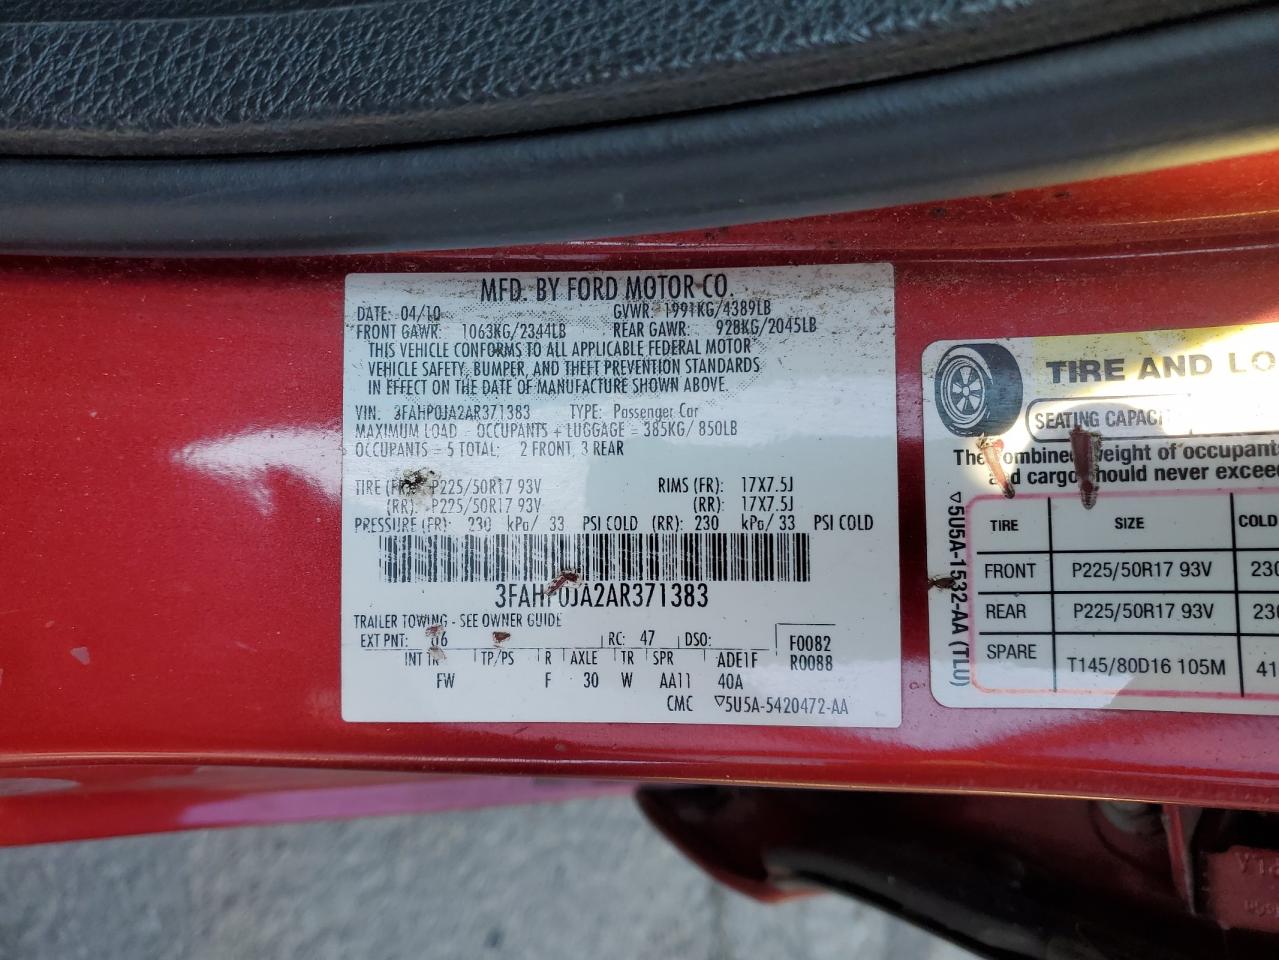 MFD. BY FORD MOTOR CO.
DATE: 04/10 GVWR: 1991KG/4389LB
FRONT GAWR: 1063KG/2344LB REAR GAWR: 928KG/2045LB
THIS VEHICLE CONFORMS TO ALL APPLICABLE FEDERAL MOTOR
VEHICLE SAFETY, BUMPER, AND THEFT PREVENTION STANDARDS
IN EFFECT ON THE DATE OF MANUFACTURE SHOWN ABOVE.
VIN: 3FAHP0JA2AR371383 TYPE: Passenger Car
MAXIMUM LOAD = OCCUPANTS + LUGGAGE = 385KG/ 850LB
OCCUPANTS = 5 TOTAL; 2 FRONT, 3 REAR
TIRE (FR): P225/50R17 93V RIMS (FR): 17X7.5J
(RR): P225/50R17 93V (RR): 17X7.5J
PRESSURE (FR): 230 kPa/ 33 PSI COLD (RR): 230 kPa/ 33 PSI COLD
3FAHP0JA2AR371383
TRAILER TOWING - SEE OWNER GUIDE
EXT PNT: RC: 47 DSO: F0082
INT TR TP/PS R AXLE TR SPR ADE1F R0088
FW F 30 W AA11 40A
CMC ▽5U5A-5420472-AA
TIRE AND LO
SEATING CAPACI
The combined weight of occupant
and cargo should never exceed
TIRE SIZE COLD
FRONT P225/50R17 93V 230
REAR P225/50R17 93V 230
SPARE T145/80D16 105M 41
▽5U5A-1532-AA (TLU)